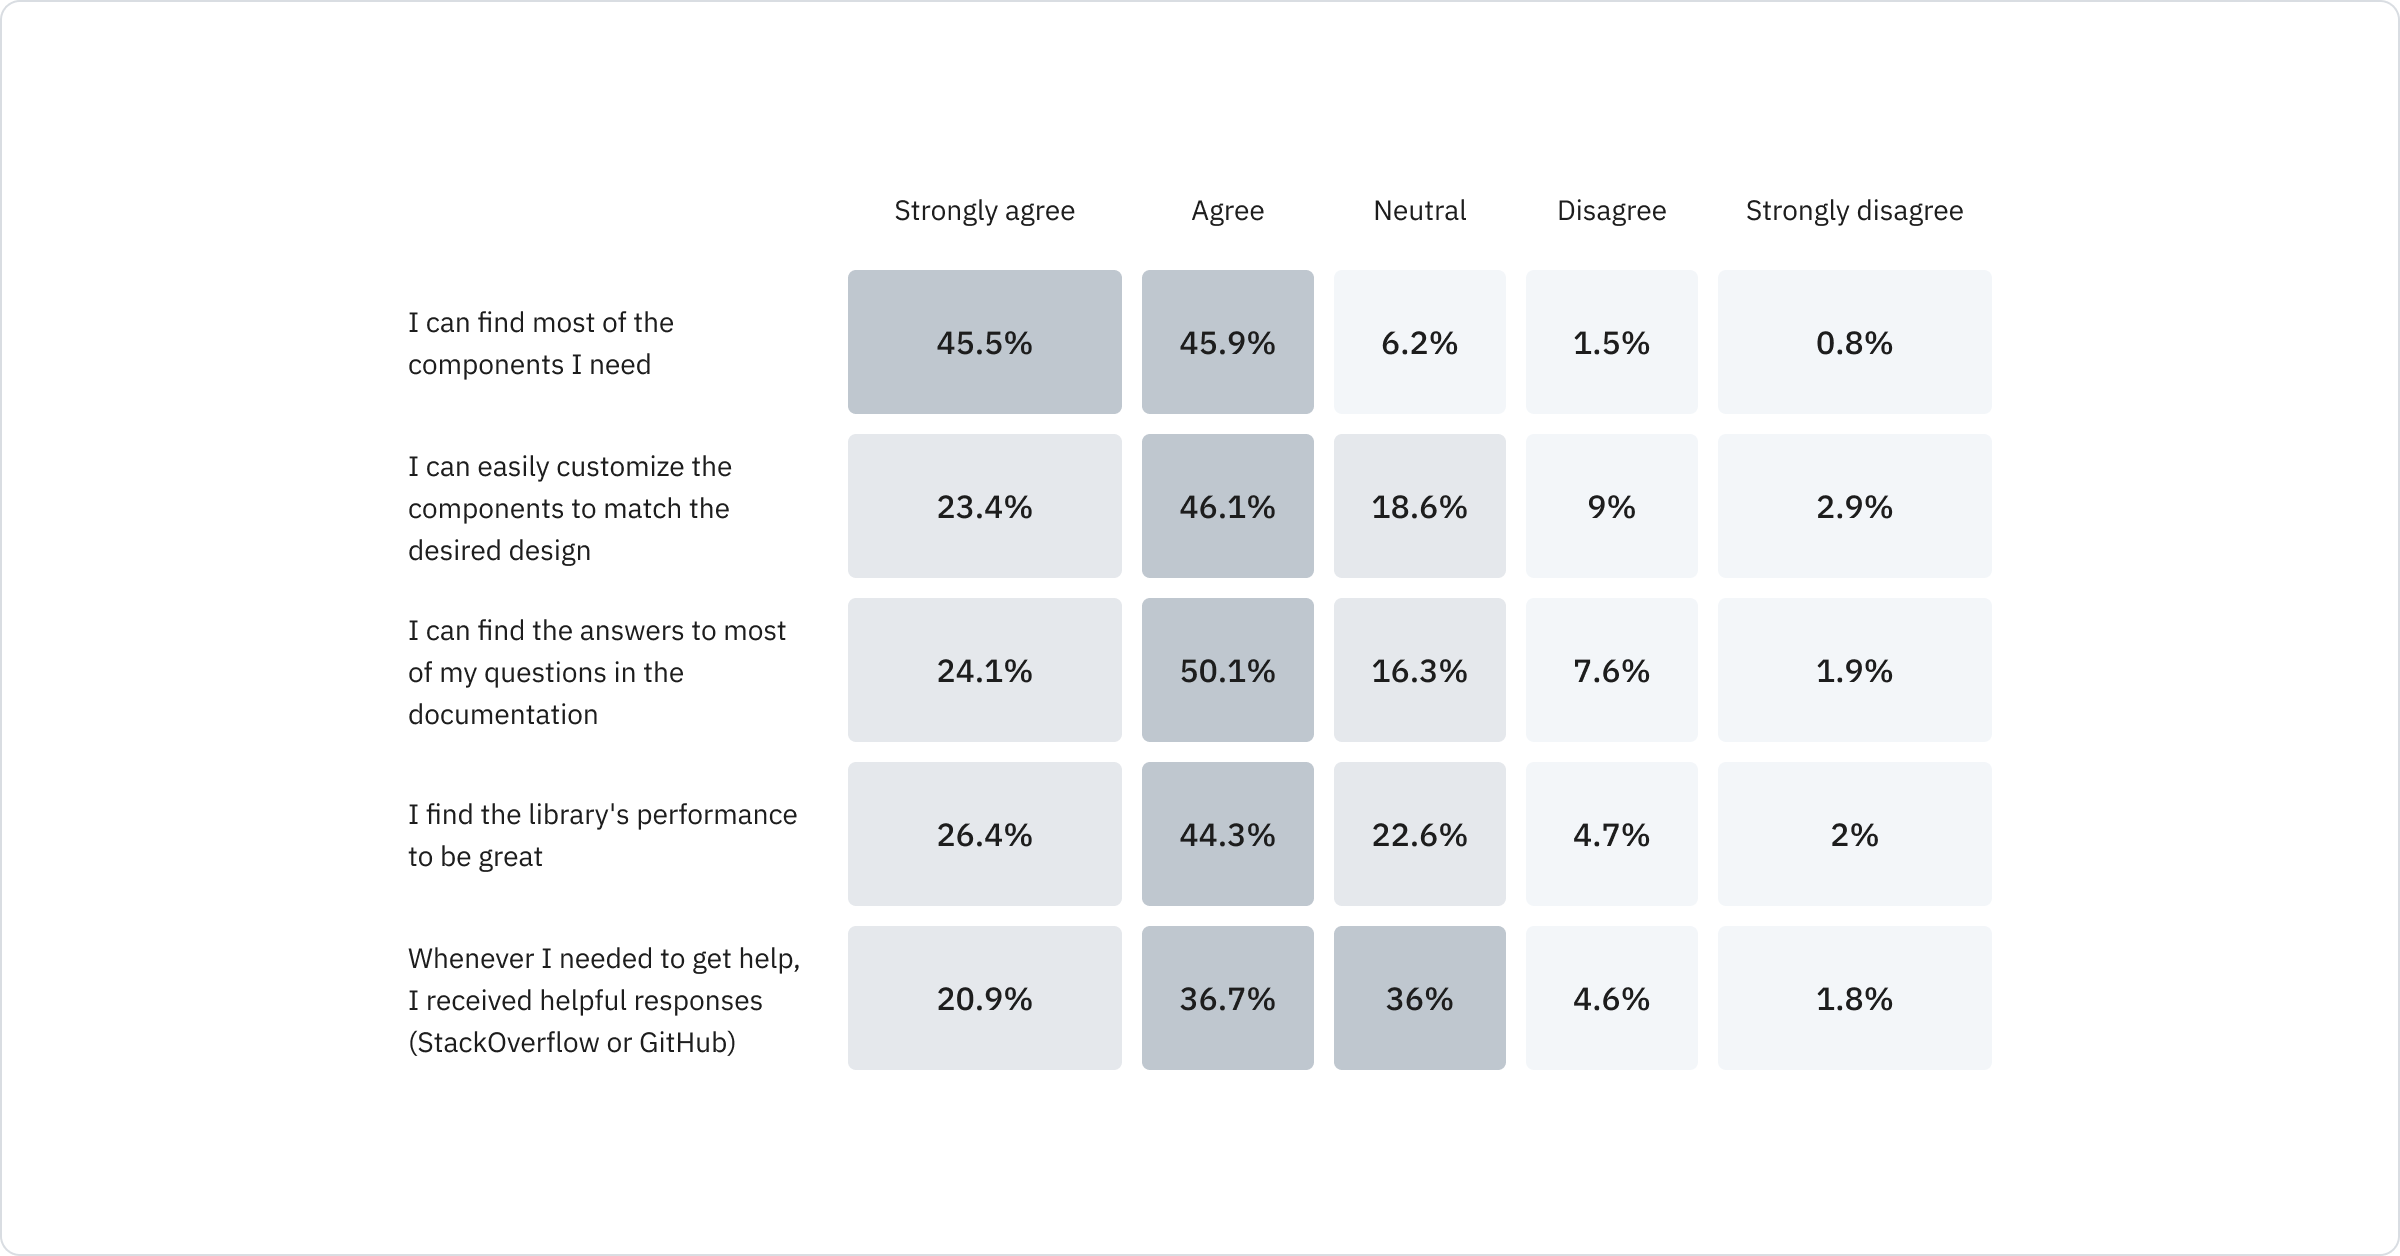 Strongly agree Agree Neutral Disagree Strongly disagree
I can find most of the
components I need
45.5% 45.9% 6.2% 1.5% 0.8%
I can easily customize the
components to match the
desired design
23.4% 46.1% 18.6% 9% 2.9%
I can find the answers to most
of my questions in the
documentation
24.1% 50.1% 16.3% 7.6% 1.9%
I find the library's performance
to be great
26.4% 44.3% 22.6% 4.7% 2%
Whenever I needed to get help,
I received helpful responses
(StackOverflow or GitHub)
20.9% 36.7% 36% 4.6% 1.8%